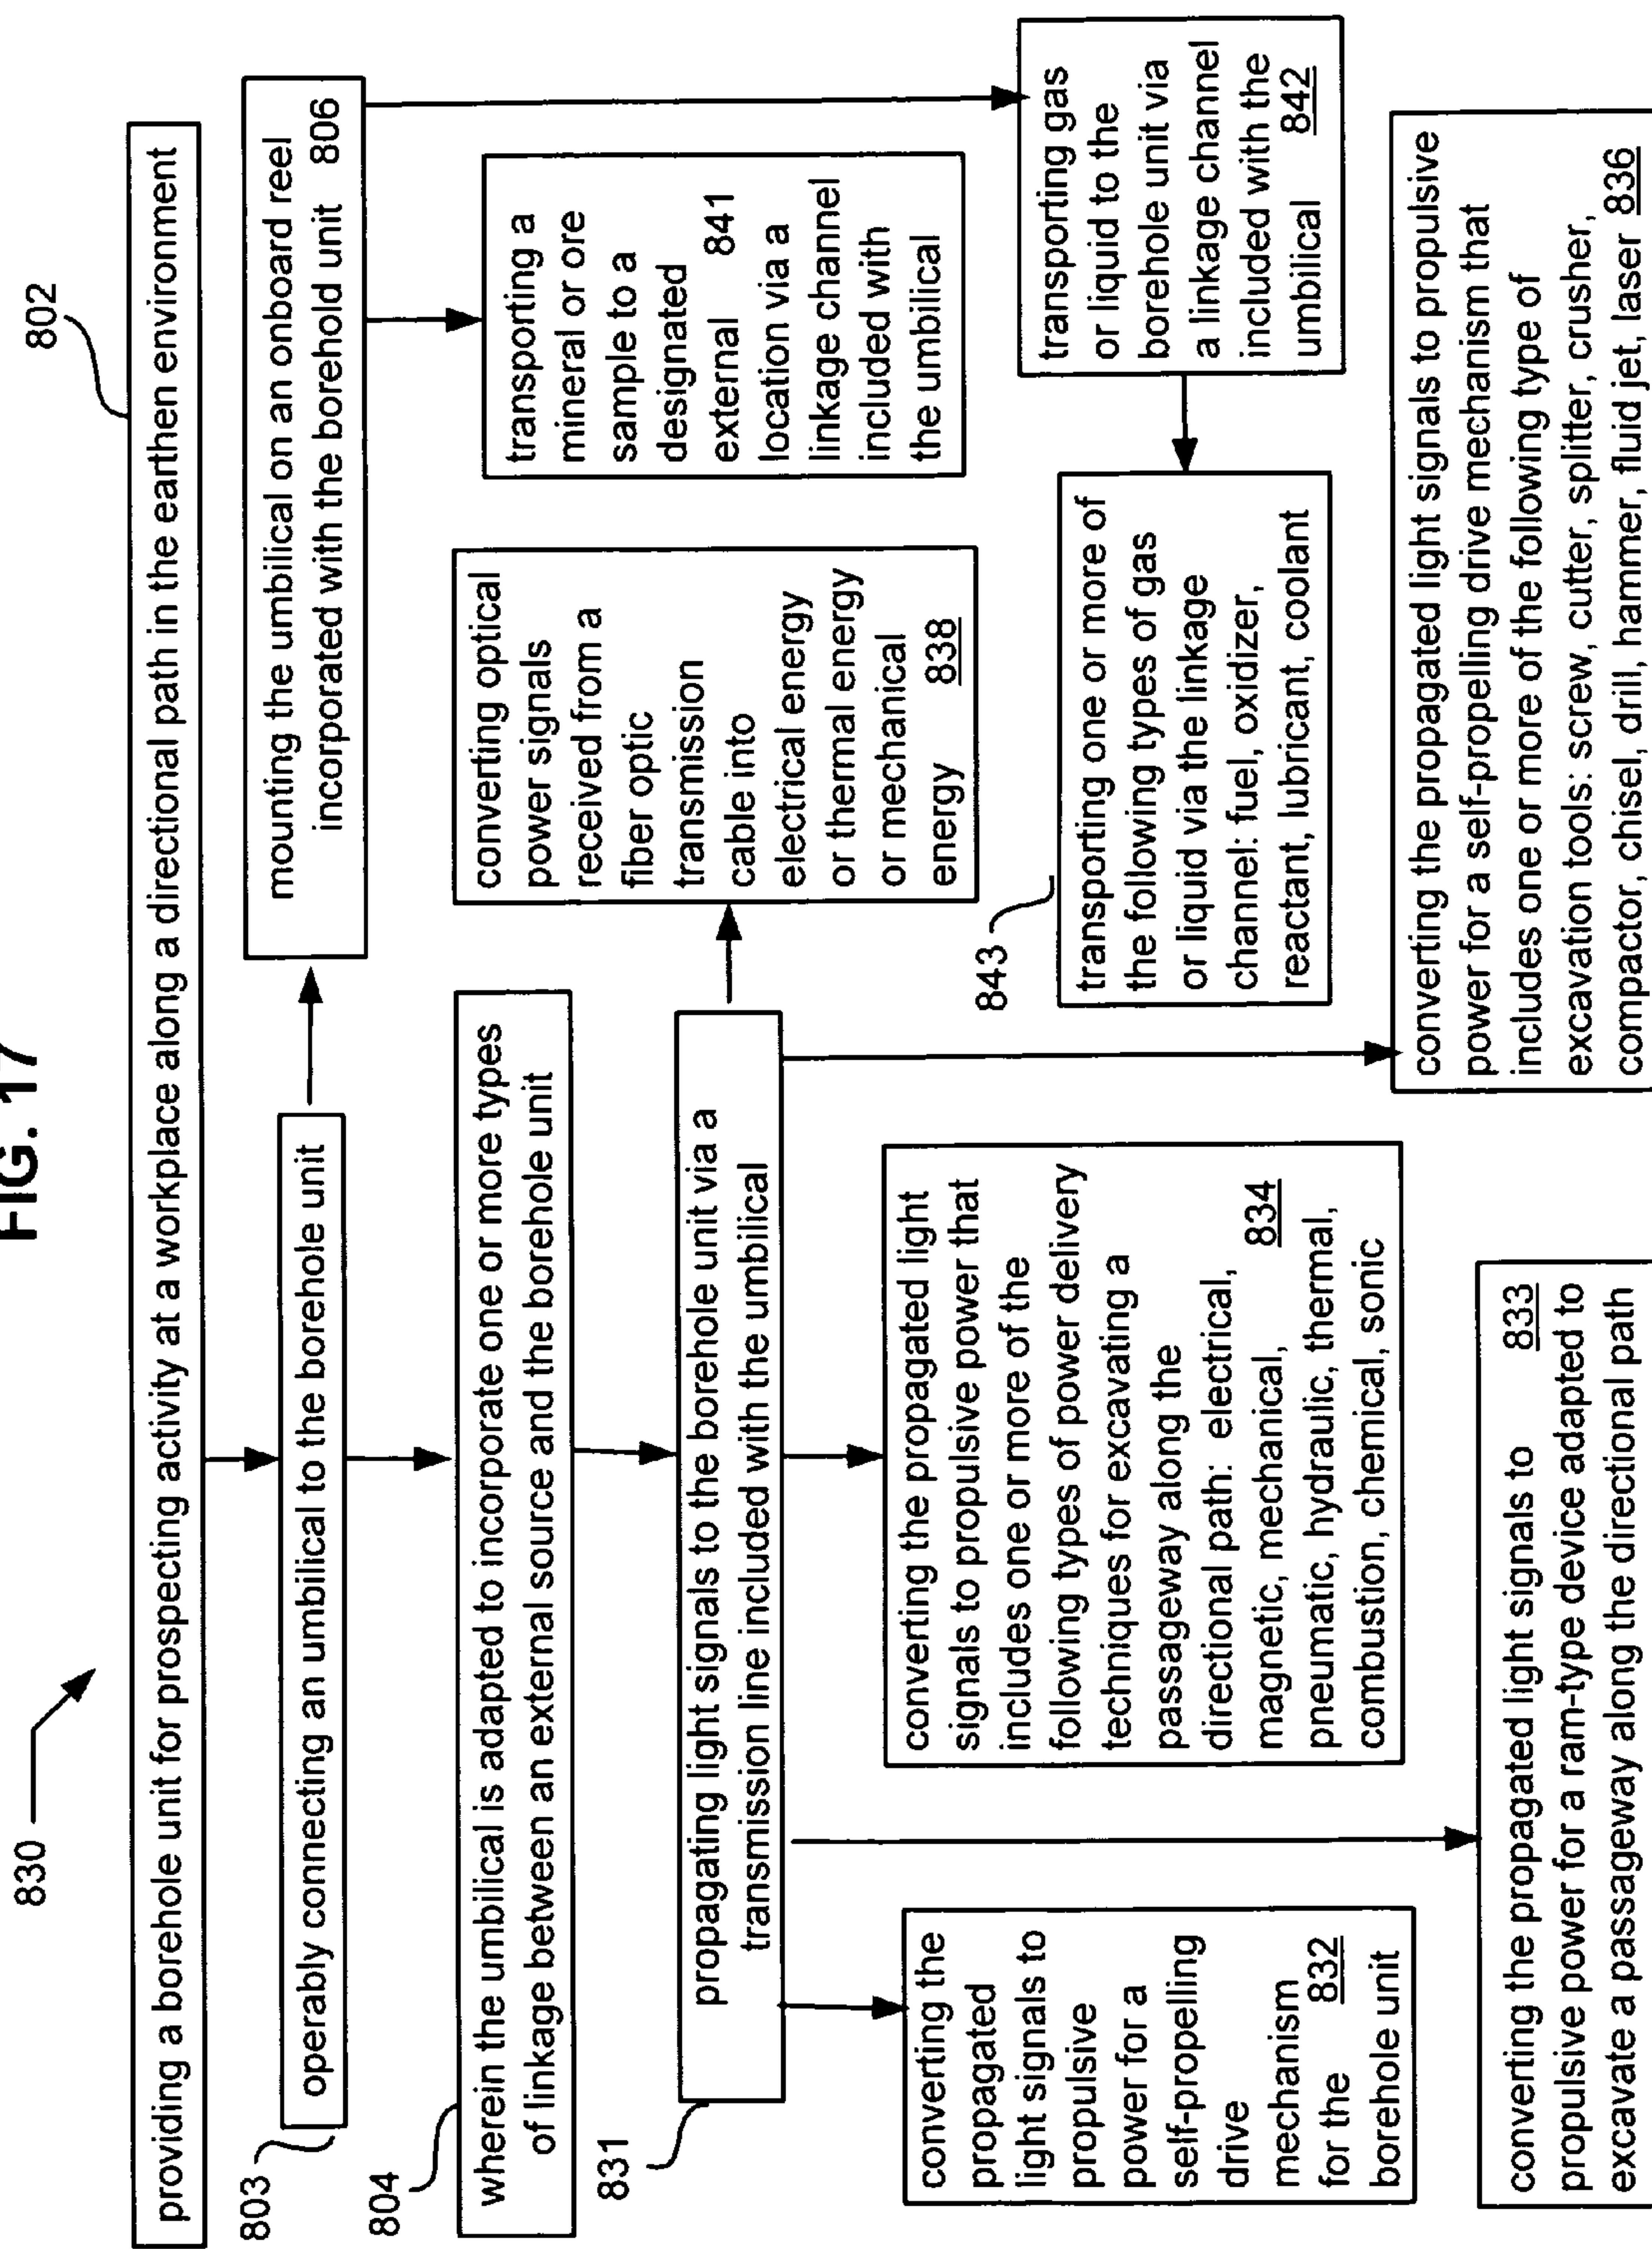 FIG. 17
830
802
providing a borehole unit for prospecting activity at a workplace along a directional path in the earthen environment
803
operably connecting an umbilical to the borehole unit
mounting the umbilical on an onboard reel
incorporated with the borehold unit 806
804
wherein the umbilical is adapted to incorporate one or more types
of linkage between an external source and the borehole unit
converting optical
power signals
received from a
fiber optic
transmission
cable into
electrical energy
or thermal energy
or mechanical
energy 838
transporting a
mineral or ore
sample to a
designated
external 841
location via a
linkage channel
included with
the umbilical
831
propagating light signals to the borehole unit via a
transmission line included with the umbilical
converting the
propagated
light signals to
propulsive
power for a
self-propelling
drive
mechanism
for the 832
borehole unit
converting the propagated light
signals to propulsive power that
includes one or more of the
following types of power delivery
techniques for excavating a
passageway along the
directional path: electrical,
magnetic, mechanical, 834
pneumatic, hydraulic, thermal,
combustion, chemical, sonic
843
transporting one or more of
the following types of gas
or liquid via the linkage
channel: fuel, oxidizer,
reactant, lubricant, coolant
transporting gas
or liquid to the
borehole unit via
a linkage channel
included with the
umbilical 842
converting the propagated light signals to 833
propulsive power for a ram-type device adapted to
excavate a passageway along the directional path
converting the propagated light signals to propulsive
power for a self-propelling drive mechanism that
includes one or more of the following type of
excavation tools: screw, cutter, splitter, crusher,
compactor, chisel, drill, hammer, fluid jet, laser 836